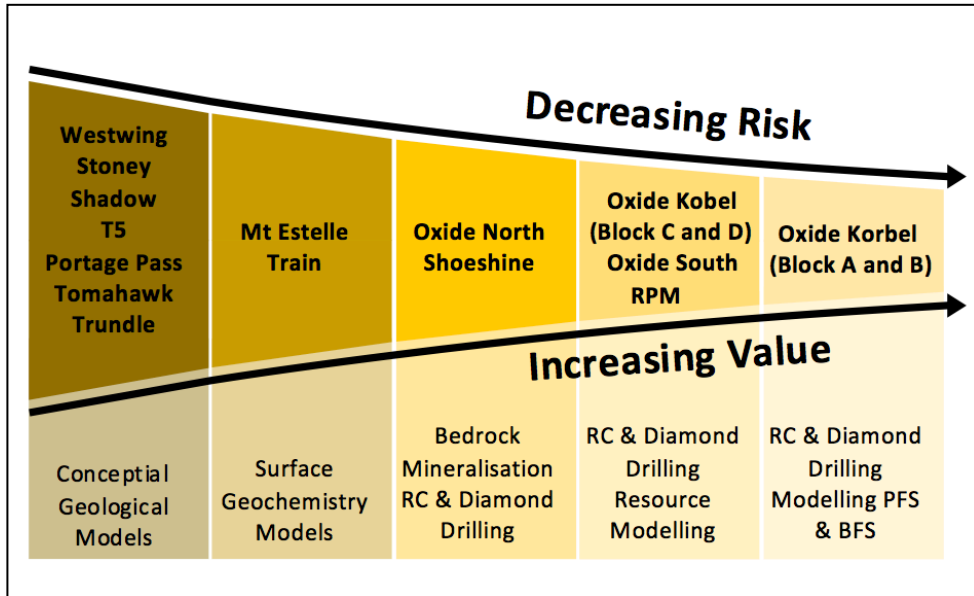 Decreasing Risk
Westwing
Stoney
Shadow
T5
Portage Pass
Tomahawk
Trundle
Mt Estelle
Train
Oxide North
Shoeshine
Oxide Kobel
(Block C and D)
Oxide South
RPM
Oxide Korbel
(Block A and B)
Increasing Value
Conceptial
Geological
Models
Surface
Geochemistry
Models
Bedrock
Mineralisation
RC & Diamond
Drilling
RC & Diamond
Drilling
Resource
Modelling
RC & Diamond
Drilling
Modelling PFS
& BFS